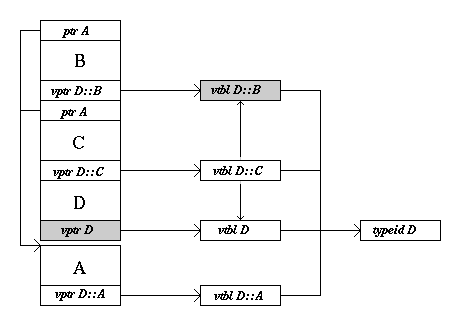 ptr A
B
vptr D::B
vtbl D::B
ptr A
C
vptr D::C
vtbl D::C
D
vptr D
vtbl D
typeid D
A
vptr D::A
vtbl D::A